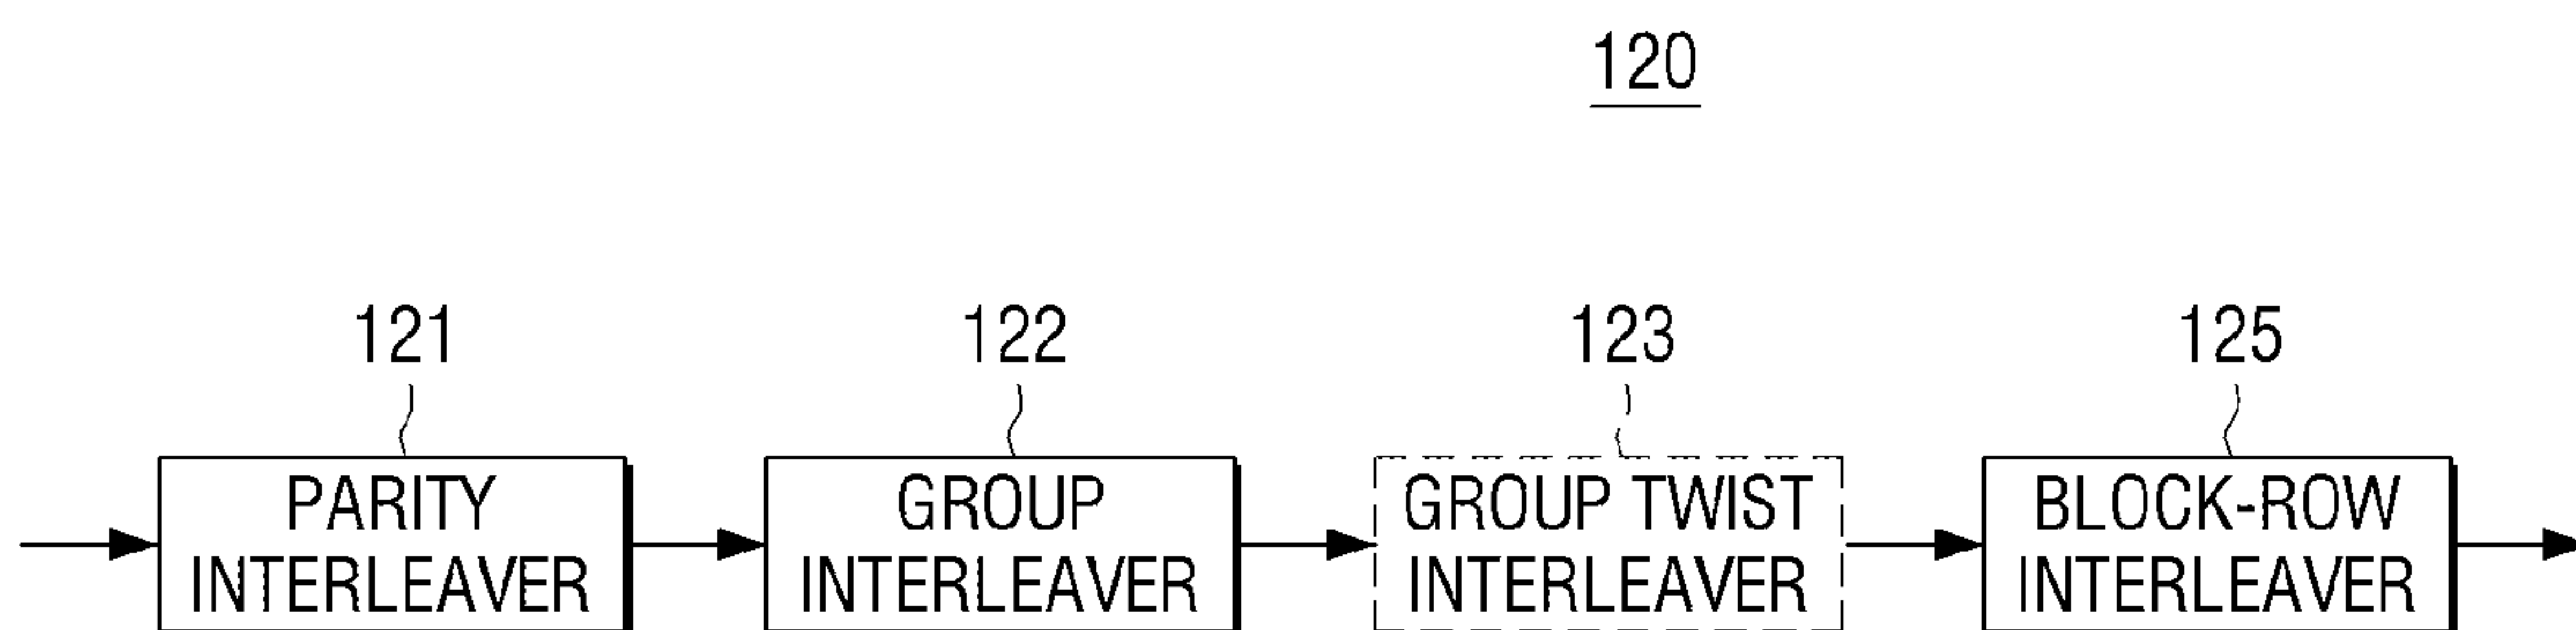 120
121 122 123 125
PARITY
INTERLEAVER
GROUP
INTERLEAVER
GROUP TWIST
INTERLEAVER
BLOCK-ROW
INTERLEAVER